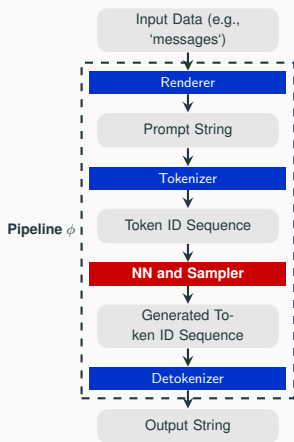 Input Data (e.g.,
‘messages‘)
Renderer
Prompt String
Tokenizer
Pipeline ϕ
Token ID Sequence
NN and Sampler
Generated To-
ken ID Sequence
Detokenizer
Output String